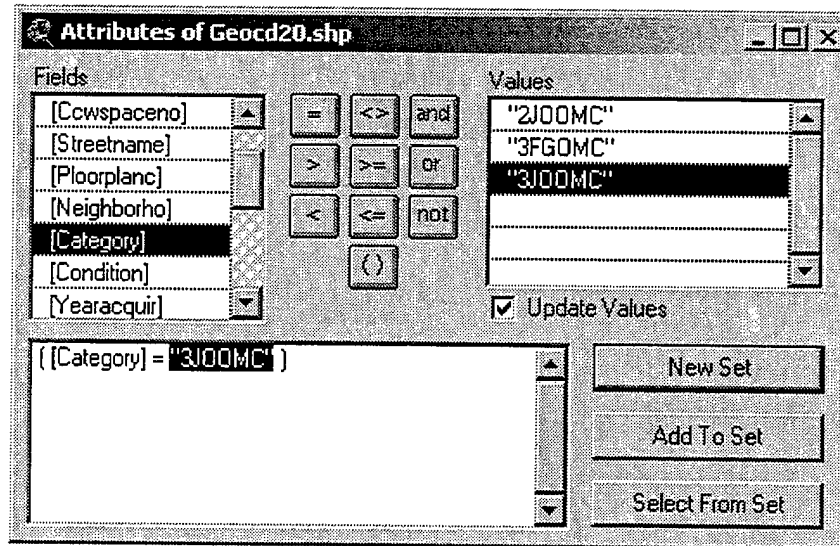 Attributes of Geocd20.shp
Fields
[Ccwspaceno]
[Streetname]
[Ploorplanc]
[Neighborho]
[Category]
[Condition]
[Yearacquir]
= <> and
> >= or
< <= not
()
Values
"2JOOMC"
"3FGOMC"
"3JOOMC"
Update Values
( [Category] = "3JOOMC" )
New Set
Add To Set
Select From Set